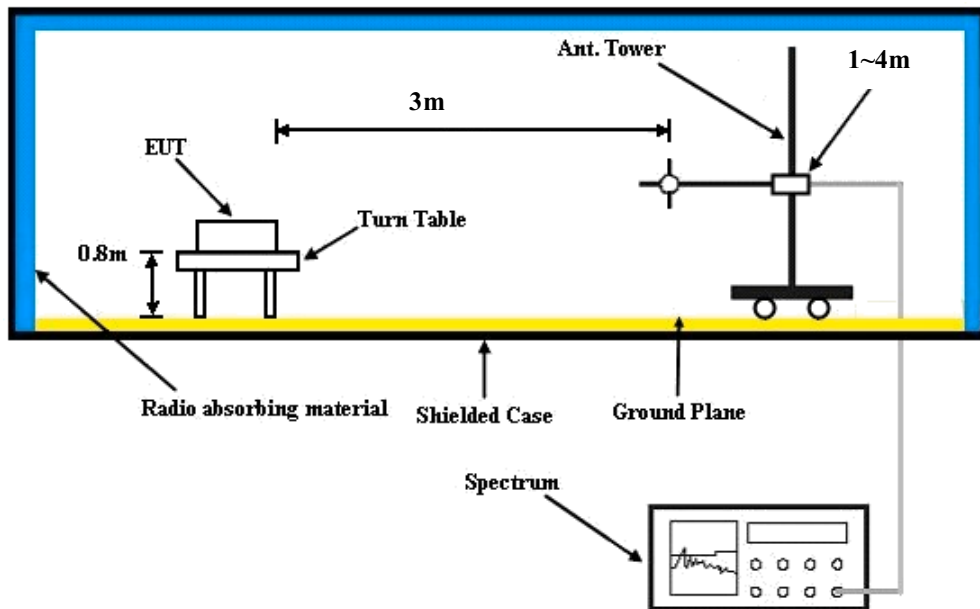 Ant. Tower
1~4m
3m
EUT
Turn Table
0.8m
Radio absorbing material
Shielded Case
Ground Plane
Spectrum